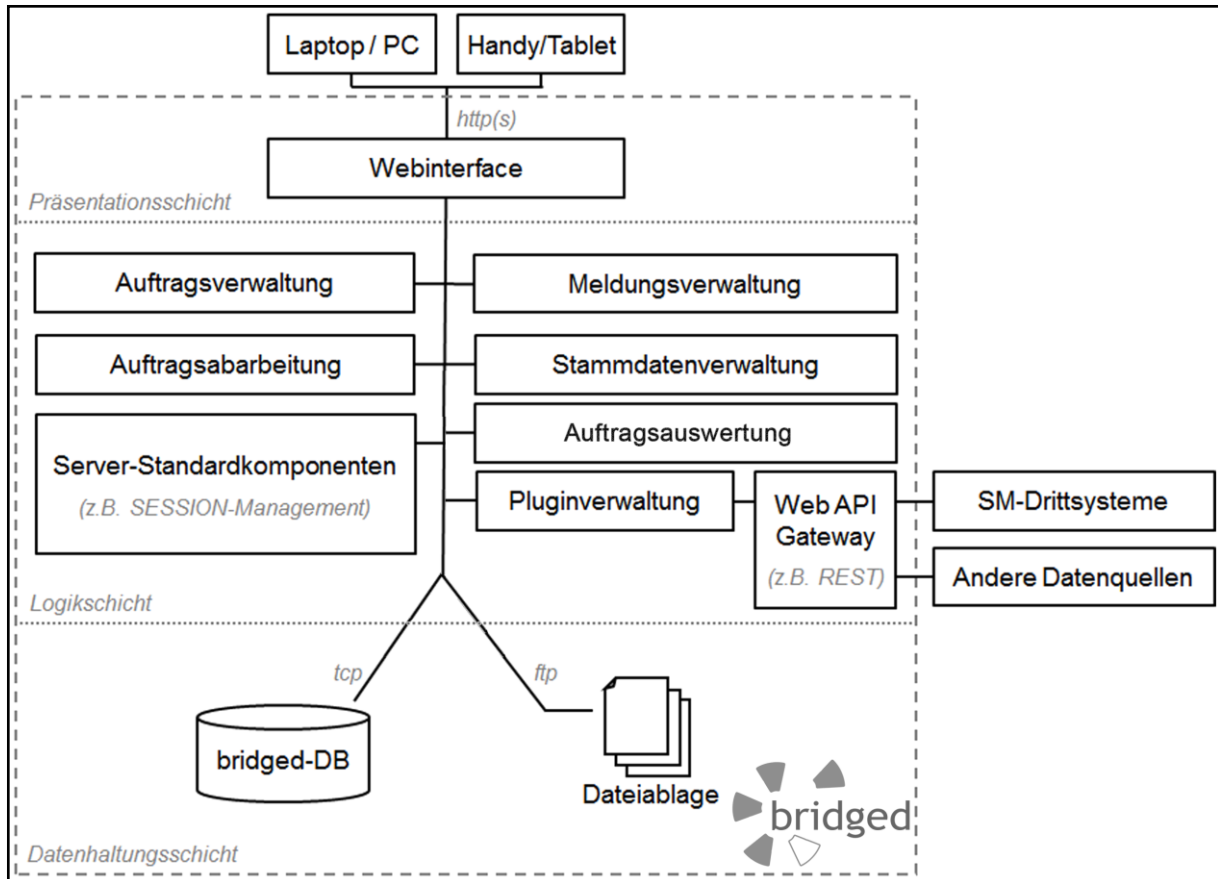 Laptop / PC
Handy/Tablet
http(s)
Webinterface
Präsentationsschicht
Auftragsverwaltung
Meldungsverwaltung
Auftragsabarbeitung
Stammdatenverwaltung
Auftragsauswertung
Server-Standardkomponenten
(z.B. SESSION-Management)
Pluginverwaltung
Web API
Gateway
(z.B. REST)
SM-Drittsysteme
Andere Datenquellen
Logikschicht
tcp
ftp
bridged-DB
Dateiablage
bridged
Datenhaltungsschicht